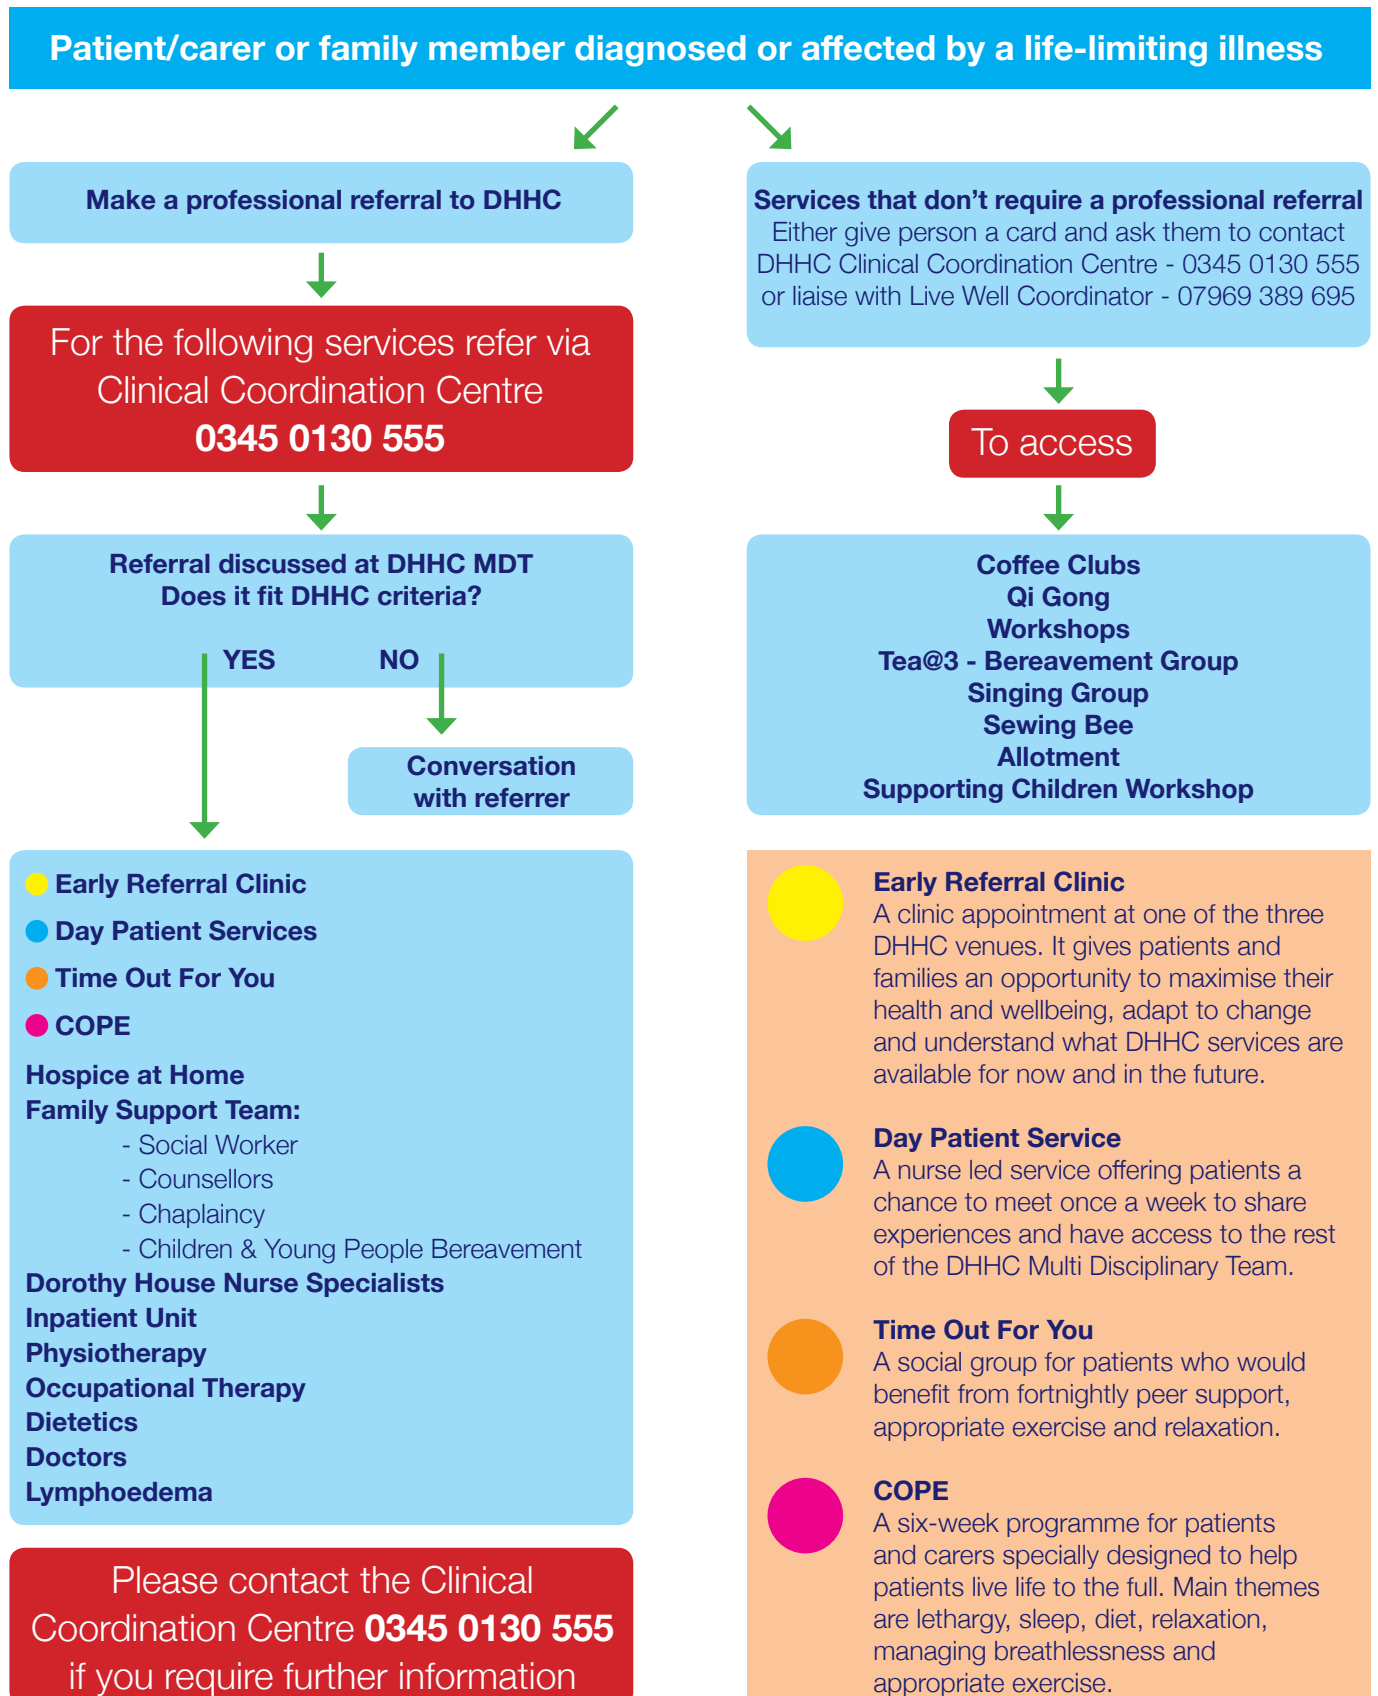 Patient/carer or family member diagnosed or affected by a life-limiting illness
Make a professional referral to DHHC
For the following services refer via
Clinical Coordination Centre
0345 0130 555
Referral discussed at DHHC MDT
Does it fit DHHC criteria?
YES NO
Conversation
with referrer
Early Referral Clinic
Day Patient Services
Time Out For You
COPE
Hospice at Home
Family Support Team:
- Social Worker
- Counsellors
- Chaplaincy
- Children & Young People Bereavement
Dorothy House Nurse Specialists
Inpatient Unit
Physiotherapy
Occupational Therapy
Dietetics
Doctors
Lymphoedema
Please contact the Clinical
Coordination Centre 0345 0130 555
if you require further information
Services that don't require a professional referral
Either give person a card and ask them to contact
DHHC Clinical Coordination Centre - 0345 0130 555
or liaise with Live Well Coordinator - 07969 389 695
To access
Coffee Clubs
Qi Gong
Workshops
Tea@3 - Bereavement Group
Singing Group
Sewing Bee
Allotment
Supporting Children Workshop
Early Referral Clinic
A clinic appointment at one of the three
DHHC venues. It gives patients and
families an opportunity to maximise their
health and wellbeing, adapt to change
and understand what DHHC services are
available for now and in the future.
Day Patient Service
A nurse led service offering patients a
chance to meet once a week to share
experiences and have access to the rest
of the DHHC Multi Disciplinary Team.
Time Out For You
A social group for patients who would
benefit from fortnightly peer support,
appropriate exercise and relaxation.
COPE
A six-week programme for patients
and carers specially designed to help
patients live life to the full. Main themes
are lethargy, sleep, diet, relaxation,
managing breathlessness and
appropriate exercise.